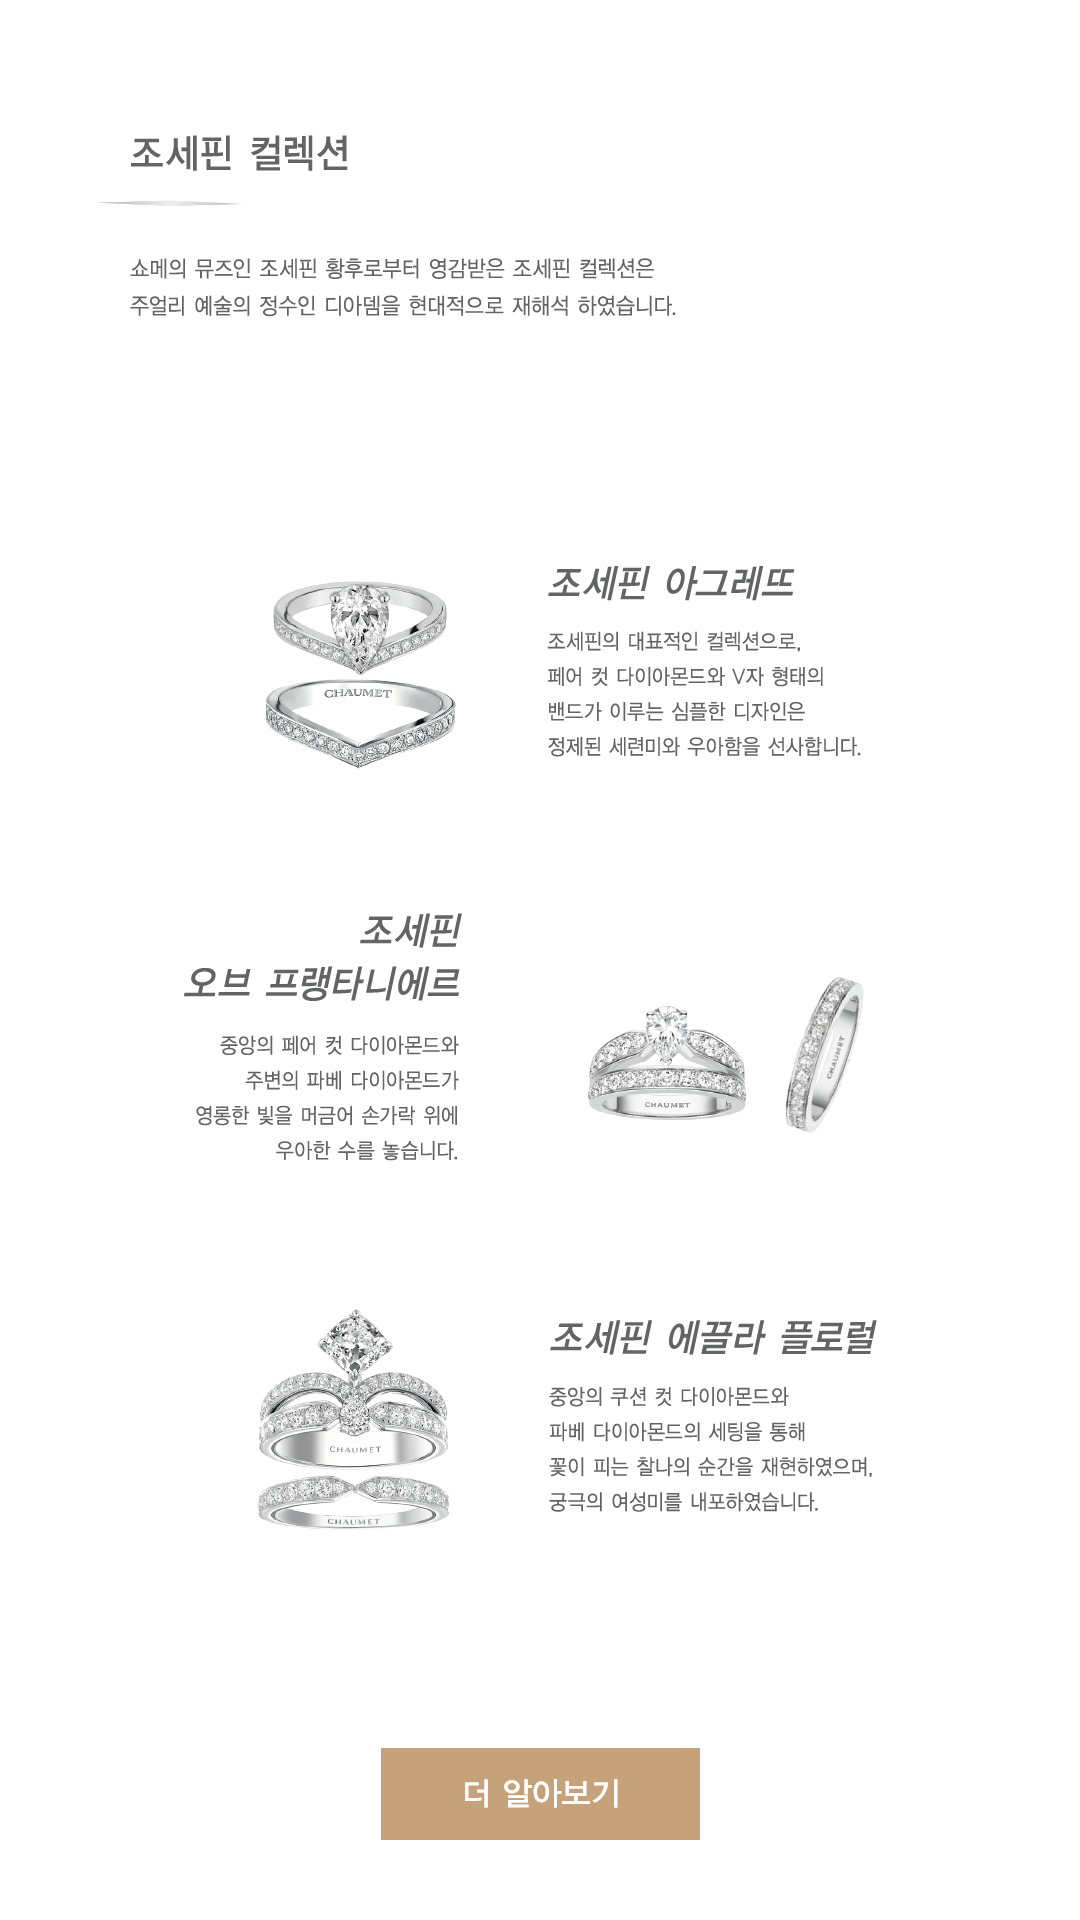 조세핀 컬렉션
쇼메의 뮤즈인 조세핀 황후로부터 영감받은 조세핀 컬렉션은
주얼리 예술의 정수인 디아뎀을 현대적으로 재해석 하였습니다.
조세핀 아그레뜨
조세핀의 대표적인 컬렉션으로,
페어 컷 다이아몬드와 V자 형태의
밴드가 이루는 심플한 디자인은
정제된 세련미와 우아함을 선사합니다.
CHAUMET
조세핀
오브 프랭타니에르
중앙의 페어 컷 다이아몬드와
주변의 파베 다이아몬드가
영롱한 빛을 머금어 손가락 위에
우아한 수를 놓습니다.
CHAUMET
CHAUMET
조세핀 에끌라 플로럴
중앙의 쿠션 컷 다이아몬드와
파베 다이아몬드의 세팅을 통해
꽃이 피는 찰나의 순간을 재현하였으며,
궁극의 여성미를 내포하였습니다.
CHAUMET
CHAUMET
더 알아보기